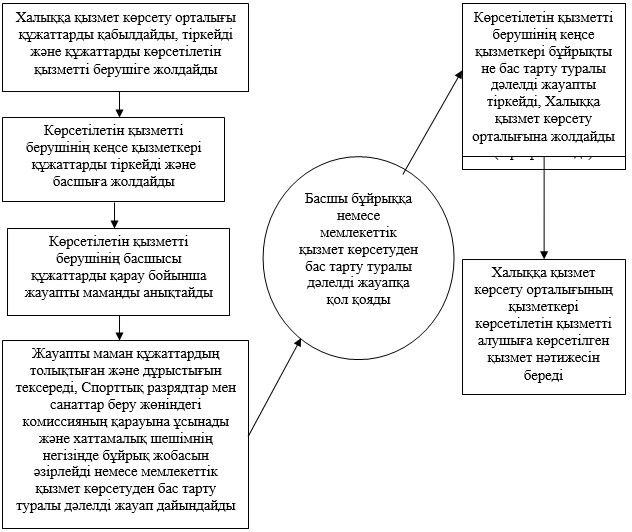 Халыққа қызмет көрсету орталығы
құжаттарды қабылдайды, тіркейді
және құжаттарды көрсетілетін
қызметті берушіге жолдайды
Көрсетілетін қызметті
берушінің кеңсе қызметкері
құжаттарды тіркейді және
басшыға жолдайды
Көрсетілетін қызметті
берушінің басшысы
құжаттарды қарау бойынша
жауапты маманды анықтайды
Жауапты маман құжаттардың
толықтыған және дұрыстығын
тексереді, Спорттық разрядтар мен
санаттар беру жөніндегі
комиссияның қарауына ұсынады
және хаттамалық шешімнің
негізінде бұйрық жобасын
әзірлейді немесе мемлекеттік
қызмет көрсетуден бас тарту
туралы дәлелді жауап дайындайды
Басшы бұйрыққа
немесе
мемлекеттік
қызмет көрсетуден
бас тарту туралы
дәлелді жауапқа
қол қояды
Көрсетілетін қызметті
берушінің кеңсе
қызметкері бұйрықты
не бас тарту туралы
дәлелді жауапты
тіркейді, Халыққа
қызмет көрсету
орталығына жолдайды
Халыққа қызмет
көрсету орталығының
қызметкері
көрсетілетін қызметті
алушыға көрсетілген
қызмет нәтижесін
береді